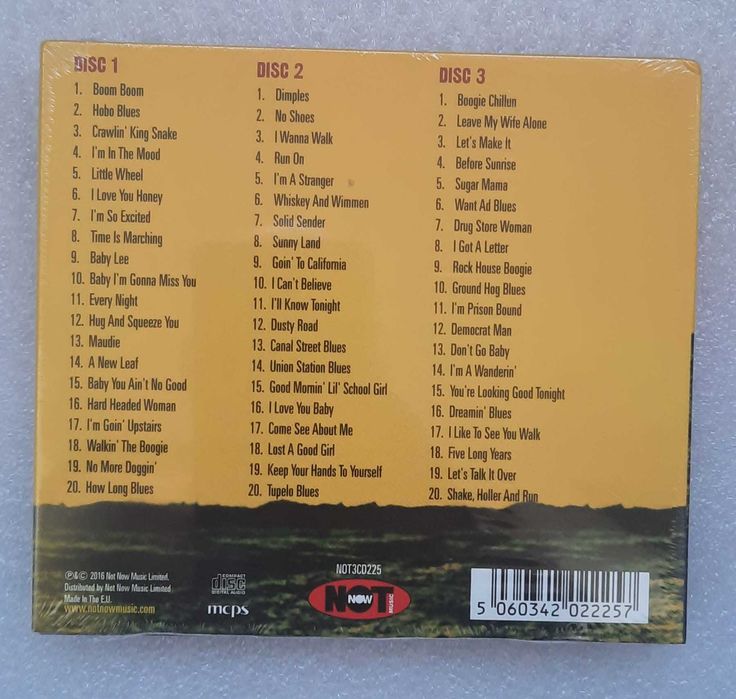 DISC 1
1. Boom Boom
2. Hobo Blues
3. Crawlin' King Snake
4. I'm In The Mood
5. Little Wheel
6. I Love You Honey
7. I'm So Excited
8. Time Is Marching
9. Baby Lee
10. Baby I'm Gonna Miss You
11. Every Night
12. Hug And Squeeze You
13. Maudie
14. A New Leaf
15. Baby You Ain't No Good
16. Hard Headed Woman
17. I'm Goin' Upstairs
18. Walkin' The Boogie
19. No More Doggin'
20. How Long Blues
DISC 2
1. Dimples
2. No Shoes
3. I Wanna Walk
4. Run On
5. I'm A Stranger
6. Whiskey And Wimmen
7. Solid Sender
8. Sunny Land
9. Goin' To California
10. I Can't Believe
11. I'll Know Tonight
12. Dusty Road
13. Canal Street Blues
14. Union Station Blues
15. Good Mornin' Lil' School Girl
16. I Love You Baby
17. Come See About Me
18. Lost A Good Girl
19. Keep Your Hands To Yourself
20. Tupelo Blues
DISC 3
1. Boogie Chillun
2. Leave My Wife Alone
3. Let's Make It
4. Before Sunrise
5. Sugar Mama
6. Want Ad Blues
7. Drug Store Woman
8. I Got A Letter
9. Rock House Boogie
10. Ground Hog Blues
11. I'm Prison Bound
12. Democrat Man
13. Don't Go Baby
14. I'm A Wanderin'
15. You're Looking Good Tonight
16. Dreamin' Blues
17. I Like To See You Walk
18. Five Long Years
19. Let's Talk It Over
20. Shake, Holler And Run
℗&© 2016 Not Now Music Limited.
Distributed by Not Now Music Limited
Made In The E.U.
www.notnowmusic.com
COMPACT
disc
DIGITAL AUDIO
mcps
NOT3CD225
NOT NOW MUSIC
5 060342 022257